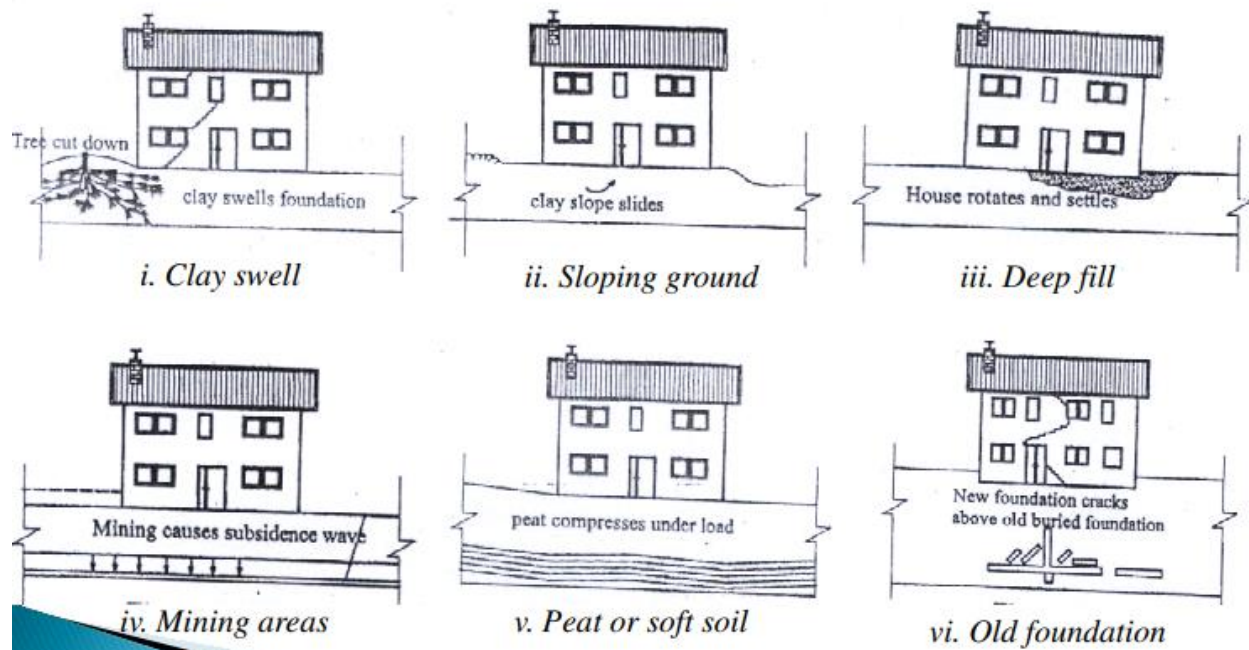 Tree cut down
clay swells foundation
i. Clay swell
clay slope slides
ii. Sloping ground
House rotates and settles
iii. Deep fill
Mining causes subsidence wave
iv. Mining areas
peat compresses under load
v. Peat or soft soil
New foundation cracks
above old buried foundation
vi. Old foundation